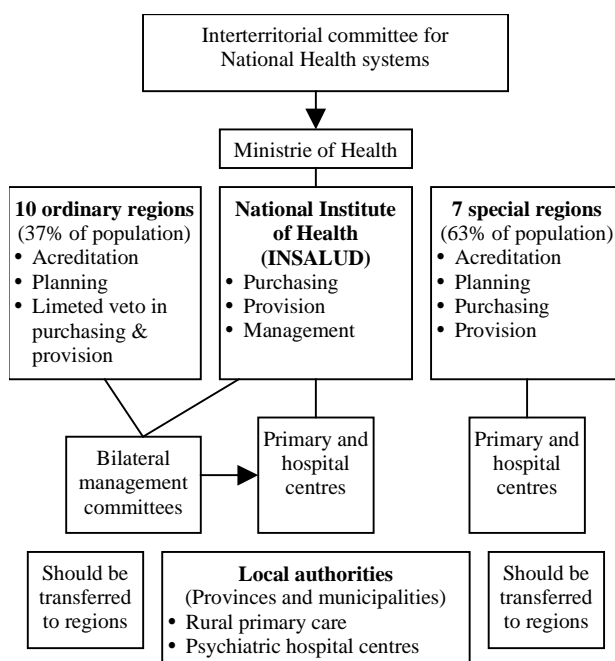 Interterritorial committee for
National Health systems
Ministrie of Health
10 ordinary regions
(37% of population)
• Acreditation
• Planning
• Limeted veto in
purchasing &
provision
National Institute
of Health
(INSALUD)
• Purchasing
• Provision
• Management
7 special regions
(63% of population)
• Acreditation
• Planning
• Purchasing
• Provision
Bilateral
management
committees
Primary and
hospital
centres
Primary and
hospital
centres
Should be
transferred
to regions
Local authorities
(Provinces and municipalities)
• Rural primary care
• Psychiatric hospital centres
Should be
transferred
to regions